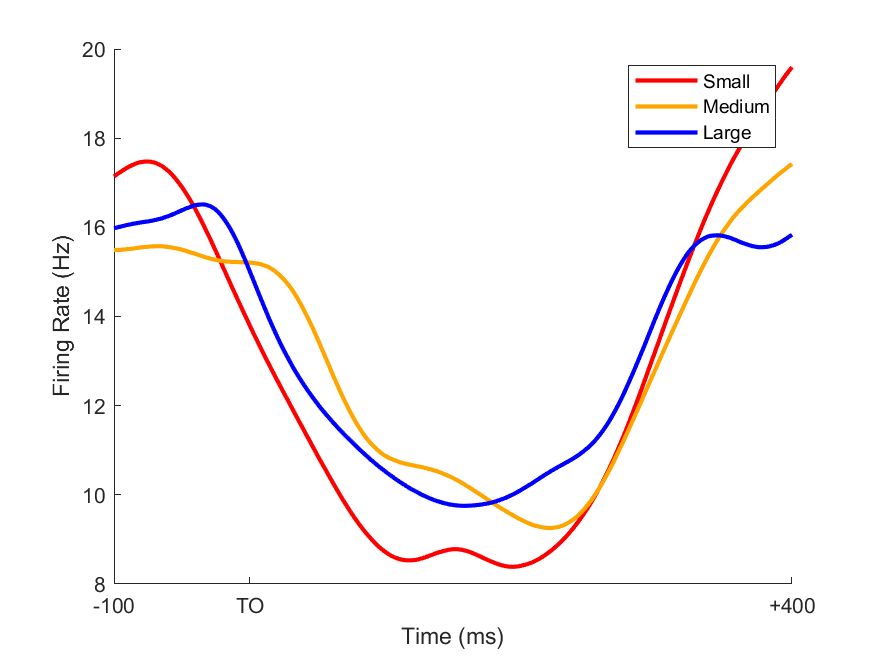 20
18
16
14
12
10
8
Firing Rate (Hz)
Small
Medium
Large
-100
TO
+400
Time (ms)